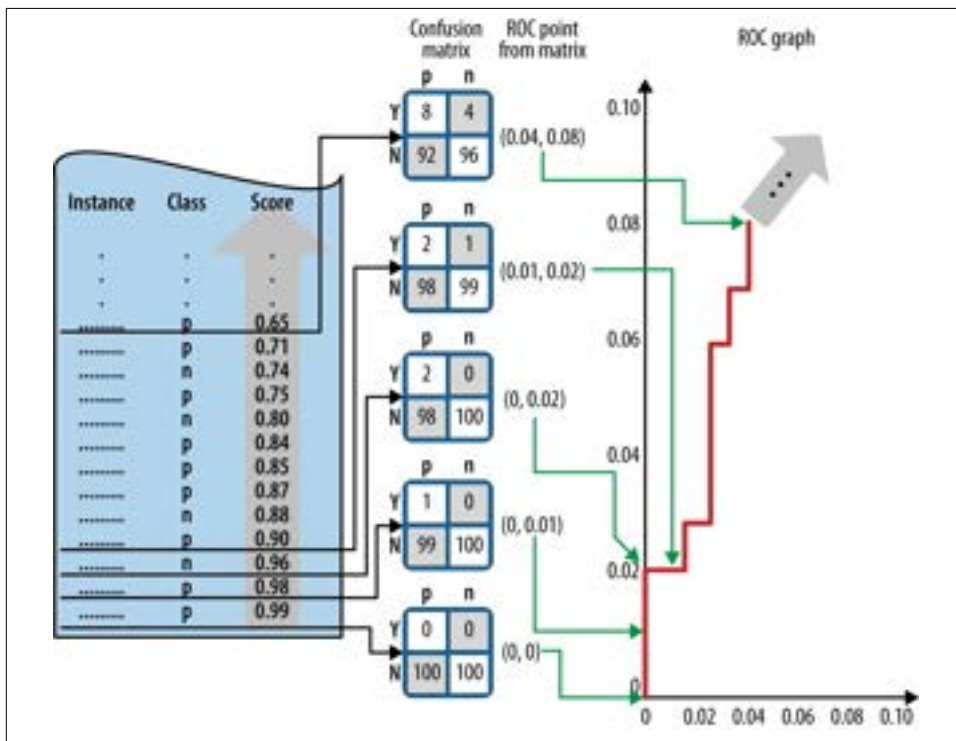 Confusion matrix
ROC point from matrix
ROC graph
p n
Y 8 4
N 92 96
(0.04, 0.08)
p n
Y 2 1
N 98 99
(0.01, 0.02)
p n
Y 2 0
N 98 100
(0, 0.02)
p n
Y 1 0
N 99 100
(0, 0.01)
p n
Y 0 0
N 100 100
(0, 0)
Instance Class Score
. . .
. . .
. . .
......... p 0.65
......... p 0.71
......... n 0.74
......... p 0.75
......... n 0.80
......... p 0.84
......... p 0.85
......... p 0.87
......... n 0.88
......... p 0.90
......... n 0.96
......... p 0.98
......... p 0.99
0.10
0.08
0.06
0.04
0.02
0
...
0 0.02 0.04 0.06 0.08 0.10